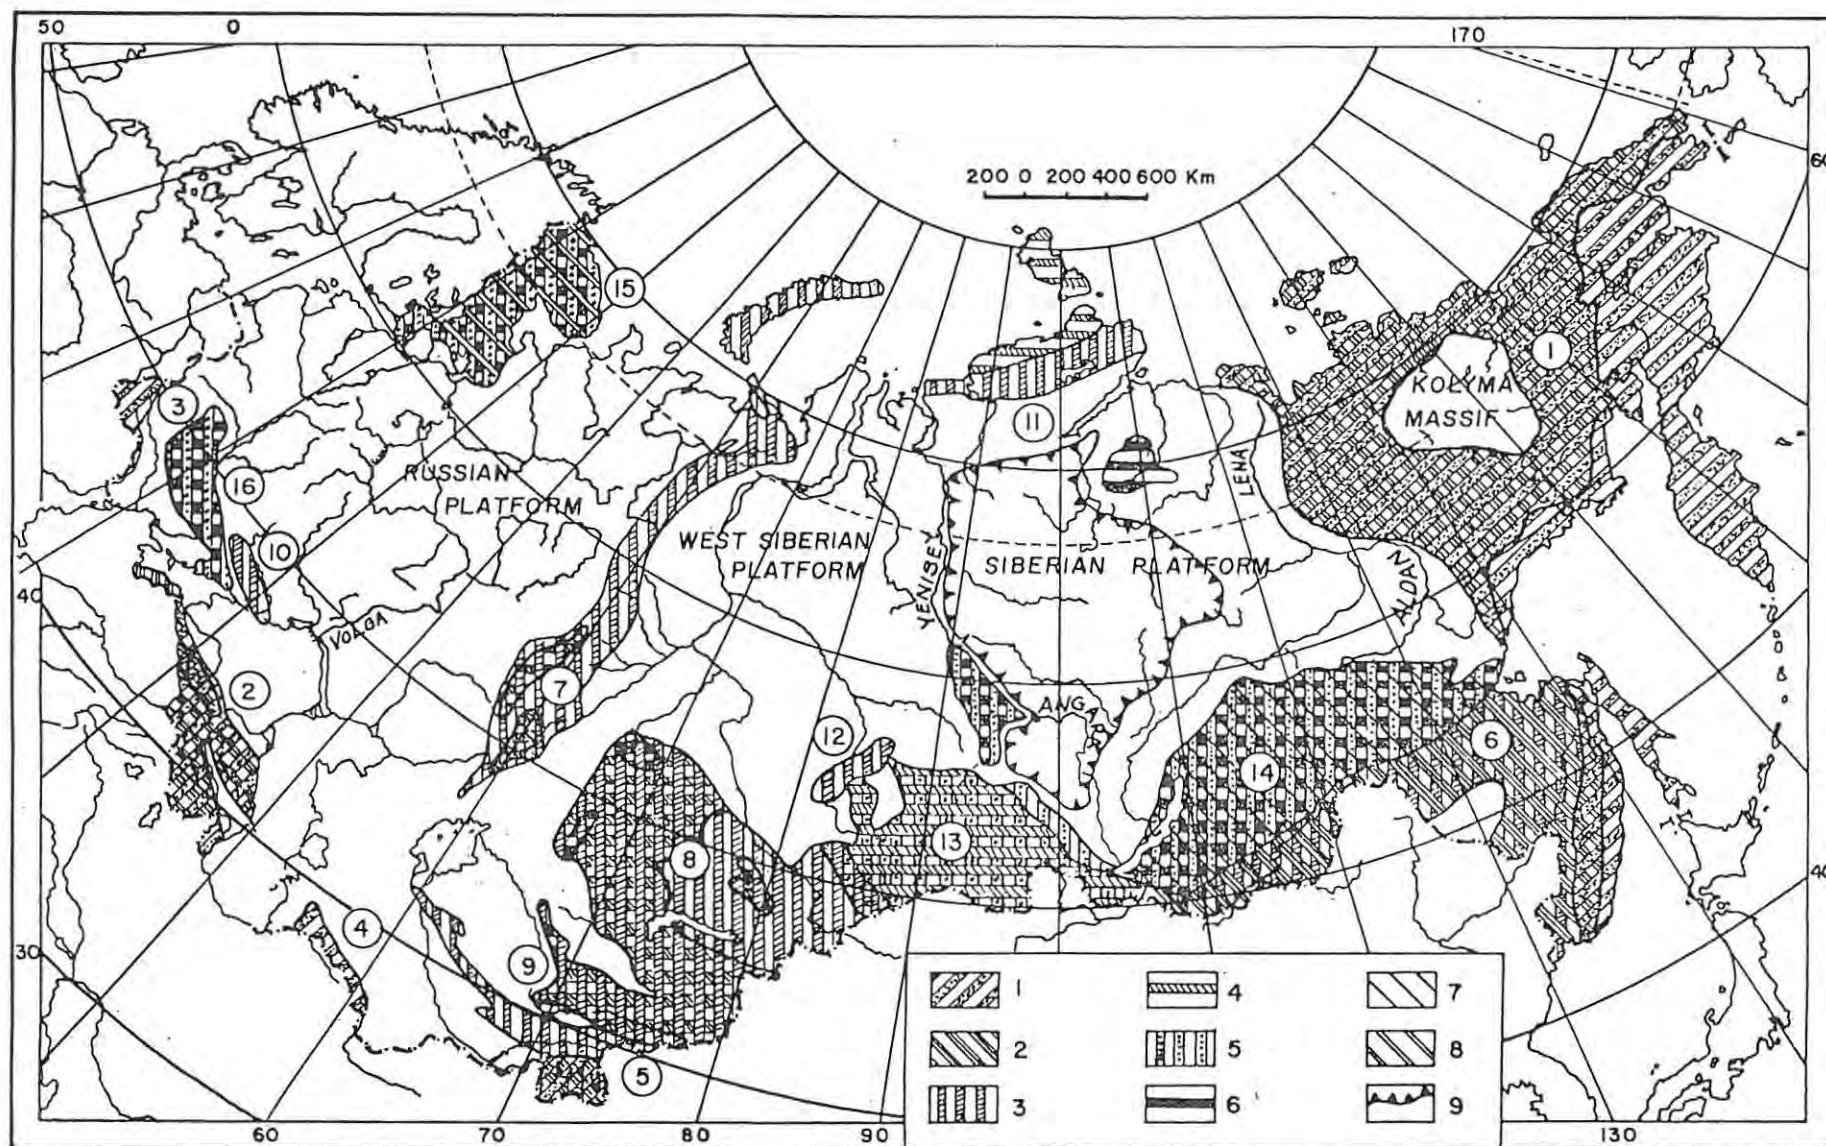 50
0
170
60
200 0 200 400 600 Km
15
1
KOLYMA
MASSIF
3
11
RUSSIAN
PLATFORM
16
LENA
10
WEST SIBERIAN
PLATFORM
YENISEY
SIBERIAN PLATFORM
ALDAN
40
VOLGA
2
7
ANGARA
12
6
14
8
13
40
4
9
30
5
1
2
3
4
5
6
7
8
9
60
70
80
90
130